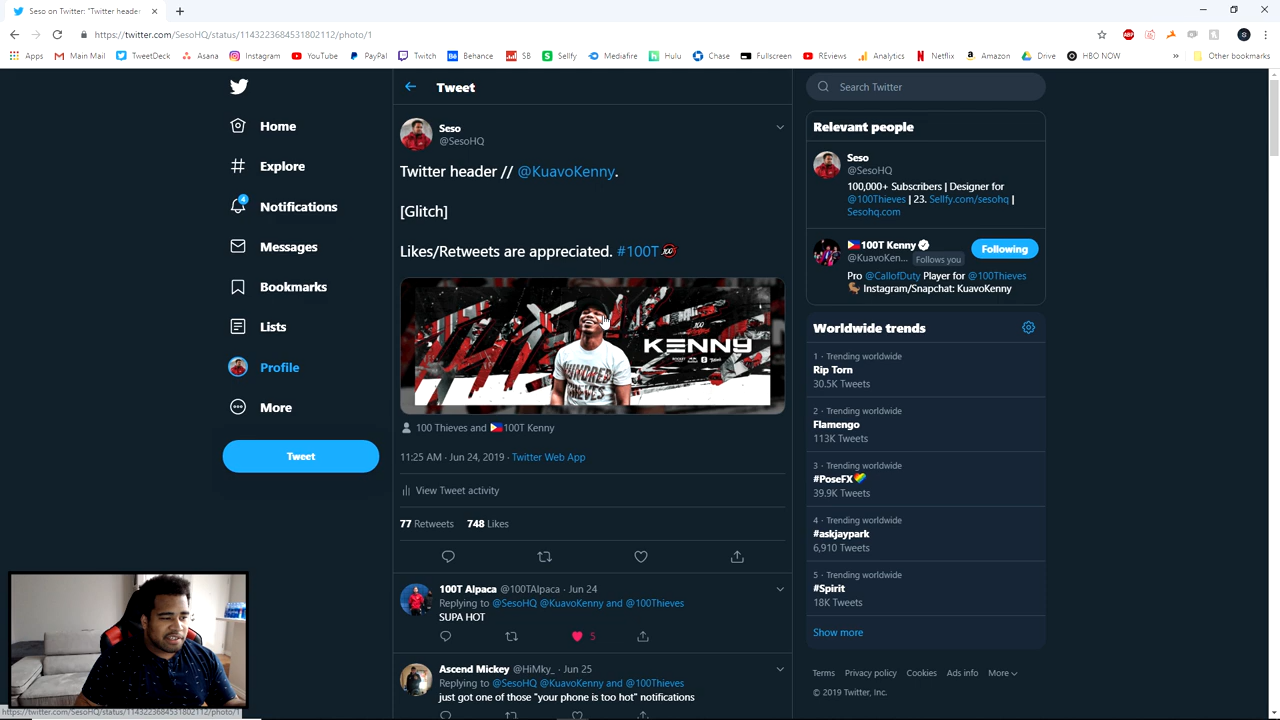 Seso on Twitter: "Twitter header
https://twitter.com/SesoHQ/status/1143223684531802112/photo/1
Apps
Main Mail
TweetDeck
Asana
Instagram
YouTube
PayPal
Twitch
Behance
SB
Sellfy
Mediafire
Hulu
Chase
Fullscreen
REviews
Analytics
Netflix
Amazon
Drive
HBO NOW
»
Other bookmarks
Home
Explore
4
Notifications
Messages
Bookmarks
Lists
Profile
More
Tweet
Tweet
Seso
@SesoHQ
Twitter header // @KuavoKenny.
[Glitch]
Likes/Retweets are appreciated. #100T
KENNY
HUNDRED
THIEVES
100 Thieves and 100T Kenny
11:25 AM · Jun 24, 2019 · Twitter Web App
View Tweet activity
77 Retweets 748 Likes
100T Alpaca @100TAlpaca · Jun 24
Replying to @SesoHQ @KuavoKenny and @100Thieves
SUPA HOT
5
Ascend Mickey @HiMky_ · Jun 25
Replying to @SesoHQ @KuavoKenny and @100Thieves
just got one of those "your phone is too hot" notifications
Search Twitter
Relevant people
Seso
@SesoHQ
100,000+ Subscribers | Designer for
@100Thieves | 23. Sellfy.com/sesohq |
Sesohq.com
100T Kenny
@KuavoKen... Follows you
Following
Pro @CallofDuty Player for @100Thieves
Instagram/Snapchat: KuavoKenny
Worldwide trends
1 · Trending worldwide
Rip Torn
30.5K Tweets
2 · Trending worldwide
Flamengo
113K Tweets
3 · Trending worldwide
#PoseFX
39.9K Tweets
4 · Trending worldwide
#askjaypark
6,910 Tweets
5 · Trending worldwide
#Spirit
18K Tweets
Show more
Terms Privacy policy Cookies Ads info More
© 2019 Twitter, Inc.
https://twitter.com/SesoHQ/status/1143223684531802112/photo/1